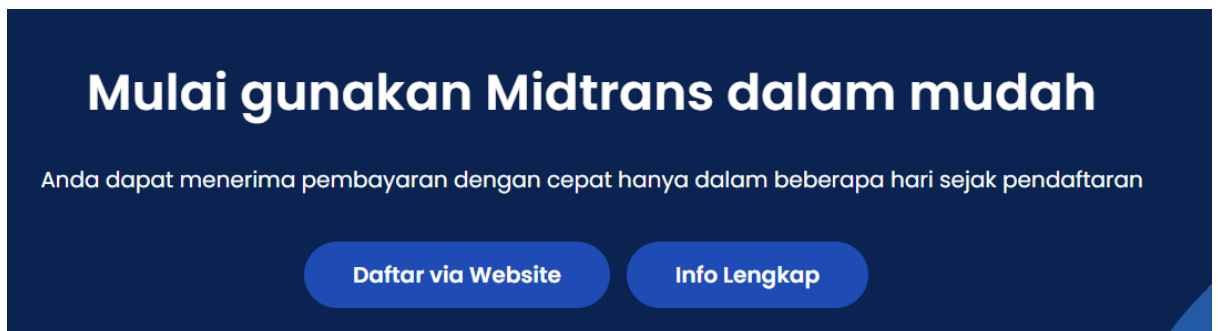 Mulai gunakan Midtrans dalam mudah
Anda dapat menerima pembayaran dengan cepat hanya dalam beberapa hari sejak pendaftaran
Daftar via Website
Info Lengkap